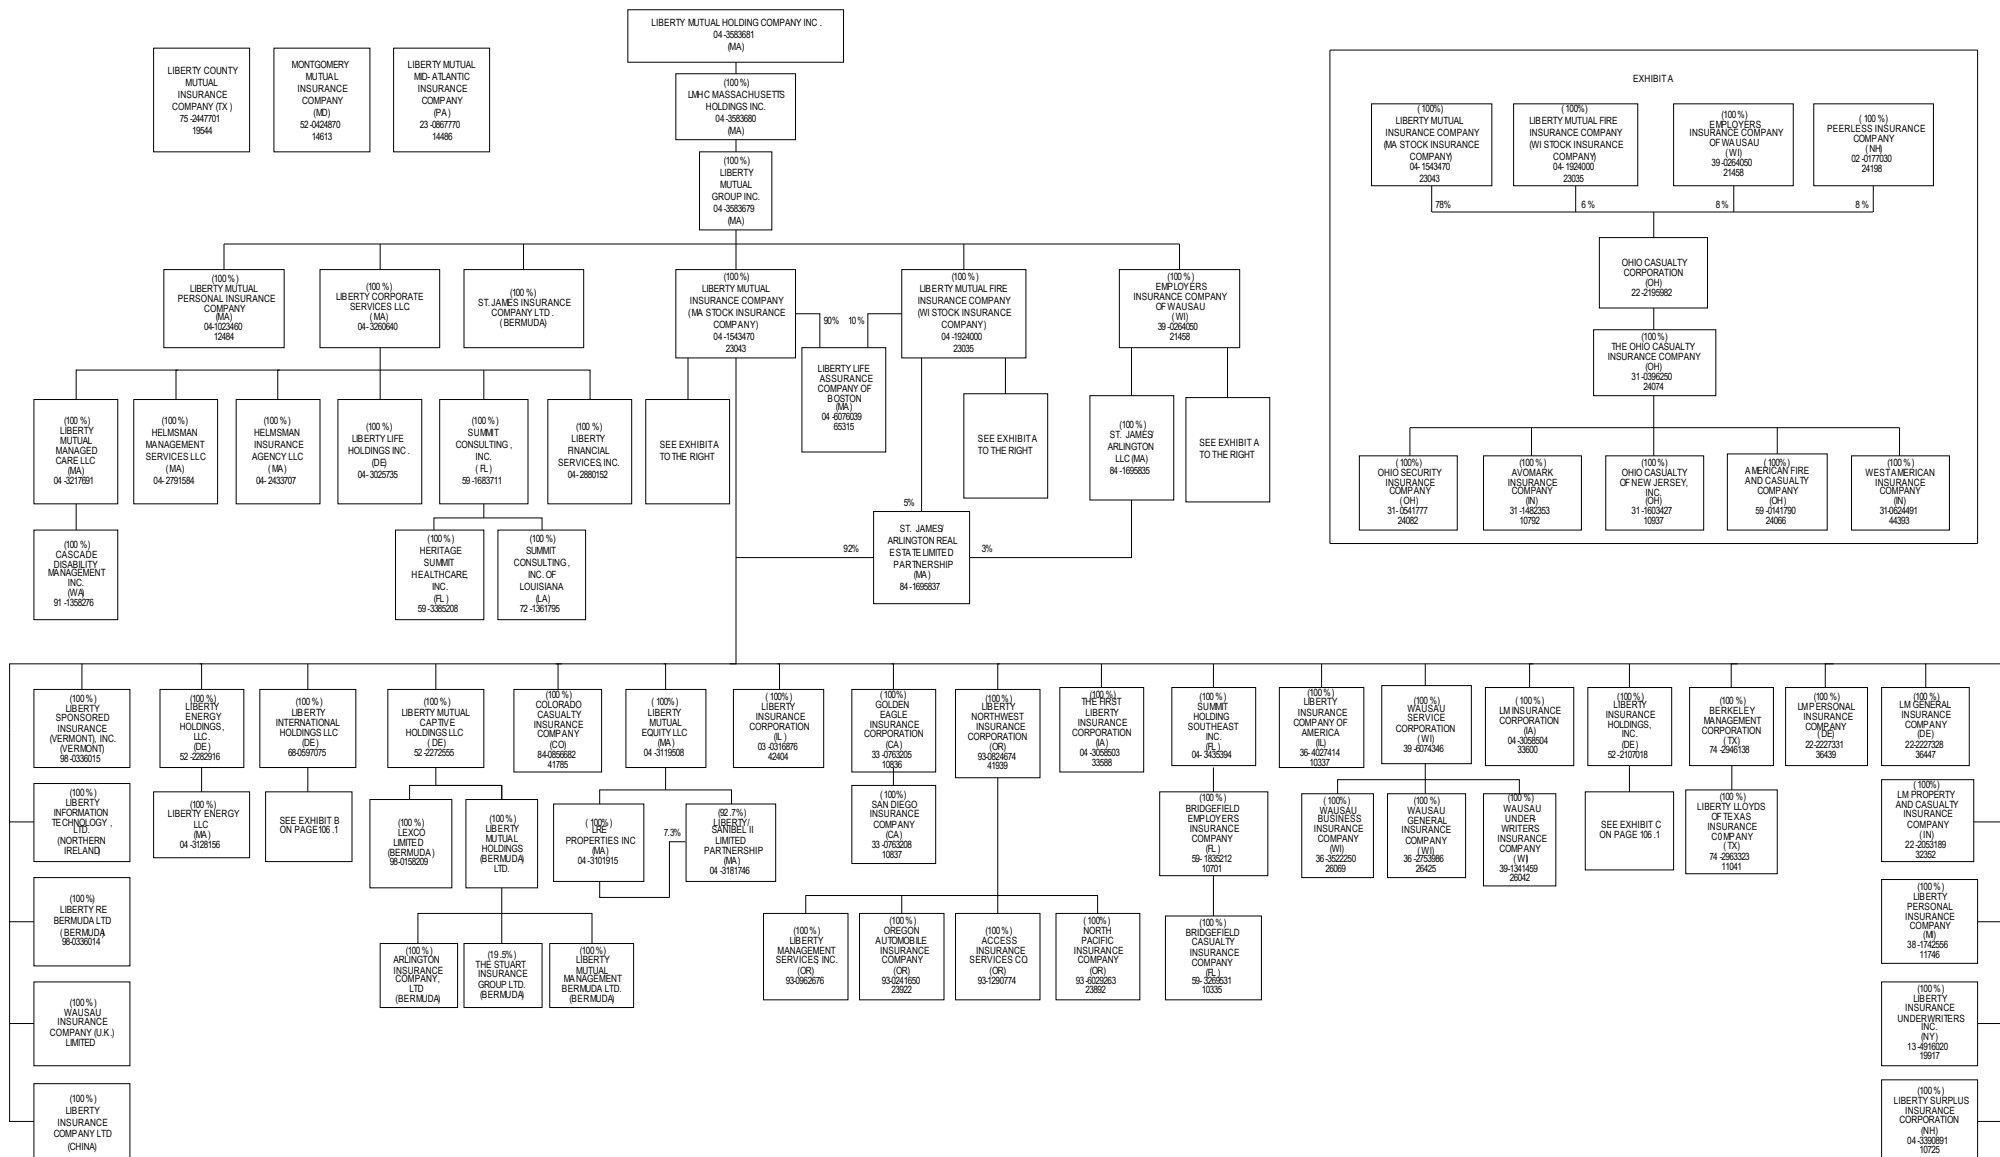 LIBERTY MUTUAL HOLDING COMPANY INC .
04 -3583681
(MA)
LIBERTY COUNTY
MUTUAL
INSURANCE
COMPANY (TX )
75 -2447701
19544
MONTGOMERY
MUTUAL
INSURANCE
COMPANY
(MD)
52 -0424870
14613
LIBERTY MUTUAL
MID- ATLANTIC
INSURANCE
COMPANY
(PA )
23 -0867770
14486
(100 %)
LMHC MASSACHUSETTS
HOLDINGS INC.
04 -3583680
(MA)
(100 %)
LIBERTY
MUTUAL
GROUP INC.
04 -3583679
(MA)
(100 %)
LIBERTY MUTUAL
PERSONAL INSURANCE
COMPANY
(MA)
04-1023460
12484
(100 %)
LIBERTY CORPORATE
SERVICES LLC
(MA)
04- 3260640
(100 %)
ST. JAMES INSURANCE
COMPANY LTD .
(BERMUDA)
(100 %)
LIBERTY MUTUAL
INSURANCE COMPANY
(MA STOCK INSURANCE
COMPANY)
04 -1543470
23043
(100 %)
LIBERTY MUTUAL FIRE
INSURANCE COMPANY
(WI STOCK INSURANCE
COMPANY)
04 -1924000
23035
(100 %)
EMPLOYERS
INSURANCE COMPANY
OF WAUSAU
(WI)
39 -0264050
21458
90%
10 %
LIBERTY LIFE
ASSURANCE
COMPANY OF
BOSTON
(MA)
04 -6076039
65315
(100 %)
LIBERTY
MUTUAL
MANAGED
CARE LLC
(MA)
04 -3217691
(100 %)
HELMSMAN
MANAGEMENT
SERVICES LLC
(MA)
04- 2791584
(100 %)
HELMSMAN
INSURANCE
AGENCY LLC
(MA)
04- 2433707
(100 %)
LIBERTY LIFE
HOLDINGS INC .
(DE)
04- 3025735
(100 %)
SUMMIT
CONSULTING ,
INC.
( FL )
59 -1683711
(100 %)
LIBERTY
FINANCIAL
SERVICES, INC.
04- 2880152
SEE EXHIBIT A
TO THE RIGHT
SEE EXHIBIT A
TO THE RIGHT
(100 %)
ST. JAMES/
ARLINGTON
LLC (MA)
84 -1695835
SEE EXHIBIT A
TO THE RIGHT
(100 %)
CASCADE
DISABILITY
MANAGEMENT
INC.
(WA)
91 -1358276
(100 %)
HERITAGE
SUMMIT
HEALTHCARE,
INC.
(FL )
59 -3385208
(100 %)
SUMMIT
CONSULTING ,
INC. OF
LOUISIANA
(LA)
72 -1361795
5%
92%
ST. JAMES/
ARLINGTON REAL
ESTATE LIMITED
PARTNERSHIP
(MA)
84 -1695837
3%
EXHIBIT A
( 100%)
LIBERTY MUTUAL
INSURANCE COMPANY
(MA STOCK INSURANCE
COMPANY)
04- 1543470
23043
( 100%)
LIBERTY MUTUAL FIRE
INSURANCE COMPANY
(WI STOCK INSURANCE
COMPANY)
04- 1924000
23035
(100 %)
EMPLOYERS
INSURANCE COMPANY
OF WAUSAU
( WI)
39 -0264050
21458
( 100 %)
PEERLESS INSURANCE
COMPANY
( NH)
02 -0177030
24198
78%
6 %
8 %
8 %
OHIO CASUALTY
CORPORATION
(OH)
22 -2195982
(100 %)
THE OHIO CASUALTY
INSURANCE COMPANY
(OH)
31 -0396250
24074
( 100%)
OHIO SECURITY
INSURANCE
COMPANY
(OH)
31- 0541777
24082
(100 %)
AVOMARK
INSURANCE
COMPANY
(IN)
31 -1482353
10792
( 100%)
OHIO CASUALTY
OF NEW JERSEY,
INC.
(OH)
31 -1603427
10937
( 100%)
AMERICAN FIRE
AND CASUALTY
COMPANY
(OH)
59 -0141790
24066
(100 %)
WEST AMERICAN
INSURANCE
COMPANY
(IN)
31-0624491
44393
(100 %)
LIBERTY
SPONSORED
INSURANCE
(VERMONT), INC.
(VERMONT)
98 -0336015
(100 %)
LIBERTY
ENERGY
HOLDINGS,
LLC.
(DE)
52 -2282916
(100 %)
LIBERTY
INTERNATIONAL
HOLDINGS LLC
(DE)
68-0597075
(100 %)
LIBERTY MUTUAL
CAPTIVE
HOLDINGS LLC
( DE)
52 -2272555
(100 %)
COLORADO
CASUALTY
INSURANCE
COMPANY
(CO)
84-0856682
41785
( 100%)
LIBERTY
MUTUAL
EQUITY LLC
(MA)
04 -3119508
( 100%)
LIBERTY
INSURANCE
CORPORATION
(IL )
03 -0316876
42404
(100 %)
GOLDEN
EAGLE
INSURANCE
CORPORATION
(CA)
33 -0763205
10836
(100 %)
LIBERTY
NORTHWEST
INSURANCE
CORPORATION
(OR)
93-0824674
41939
(100 %)
THE FIRST
LIBERTY
INSURANCE
CORPORATION
(IA)
04 -3058503
33588
(100 %)
SUMMIT
HOLDING
SOUTHEAST
INC.
(FL )
04- 3435394
(100 %)
LIBERTY
INSURANCE
COMPANY OF
AMERICA
(IL)
36- 4027414
10337
( 100%)
WAUSAU
SERVICE
CORPORATION
( WI)
39 -6074346
( 100 %)
LM INSURANCE
CORPORATION
(IA)
04 -3058504
33600
(100 %)
LIBERTY
INSURANCE
HOLDINGS,
INC.
(DE)
52 -2107018
(100 %)
BERKELEY
MANAGEMENT
CORPORATION
( TX)
74 -2946138
(100 %)
LM PERSONAL
INSURANCE
COMPANY
(DE)
22-2227331
36439
(100 %)
LM GENERAL
INSURANCE
COMPANY
(DE)
22-2227328
36447
(100 %)
LIBERTY
INFORMATION
TECHNOLOGY ,
LTD.
(NORTHERN
IRELAND)
(100 %)
LIBERTY ENERGY
LLC
(MA)
04 -3128156
SEE EXHIBIT B
ON PAGE 106 .1
(100 %)
LEXCO
LIMITED
(BERMUDA )
98-0158209
(100 %)
LIBERTY
MUTUAL
HOLDINGS
(BERMUDA)
LTD.
( 100%)
LRE
PROPERTIES INC
(MA)
04 -3101915
7.3%
(92 .7%)
LIBERTY/
SANIBEL II
LIMITED
PARTNERSHIP
(MA)
04 -3181746
(100%)
SAN DIEGO
INSURANCE
COMPANY
(CA)
33 -0763208
10837
(100 %)
BRIDGEFIELD
EMPLOYERS
INSURANCE
COMPANY
(FL )
59- 1835212
10701
(100%)
WAUSAU
BUSINESS
INSURANCE
COMPANY
(WI)
36 -3522250
26069
(100 %)
WAUSAU
GENERAL
INSURANCE
COMPANY
( WI)
36 -2753986
26425
(100 %)
WAUSAU
UNDER-
WRITERS
INSURANCE
COMPANY
( WI)
39-1341459
26042
SEE EXHIBIT C
ON PAGE 106 .1
(100 %)
LIBERTY LLOYDS
OF TEXAS
INSURANCE
COMPANY
( TX)
74 -2963323
11041
( 100%)
LM PROPERTY
AND CASUALTY
INSURANCE
COMPANY
(IN)
22 -2053189
32352
(100 %)
LIBERTY RE
BERMUDA LTD
( BERMUDA)
98-0336014
(100 %)
ARLINGTON
INSURANCE
COMPANY,
LTD
(BERMUDA)
(19 .5%)
THE STUART
INSURANCE
GROUP LTD.
(BERMUDA)
(100%)
LIBERTY
MUTUAL
MANAGEMENT
BERMUDA LTD.
(BERMUDA)
(100 %)
LIBERTY
MANAGEMENT
SERVICES, INC.
(OR)
93-0962676
(100 %)
OREGON
AUTOMOBILE
INSURANCE
COMPANY
(OR)
93-0241650
23922
(100 %)
ACCESS
INSURANCE
SERVICES CO.
(OR)
93-1290774
( 100%)
NORTH
PACIFIC
INSURANCE
COMPANY
(OR)
93 -6029263
23892
(100 %)
BRIDGEFIELD
CASUALTY
INSURANCE
COMPANY
(FL )
59- 3269531
10335
(100 %)
LIBERTY
PERSONAL
INSURANCE
COMPANY
(MI)
38 -1742556
11746
(100 %)
WAUSAU
INSURANCE
COMPANY (U.K.)
LIMITED
(100 %)
LIBERTY
INSURANCE
UNDERWRITERS
INC.
(NY)
13 -4916020
19917
(100 %)
LIBERTY
INSURANCE
COMPANY LTD
(CHINA)
(100 %)
LIBERTY SURPLUS
INSURANCE
CORPORATION
(NH)
04 -3390891
10725